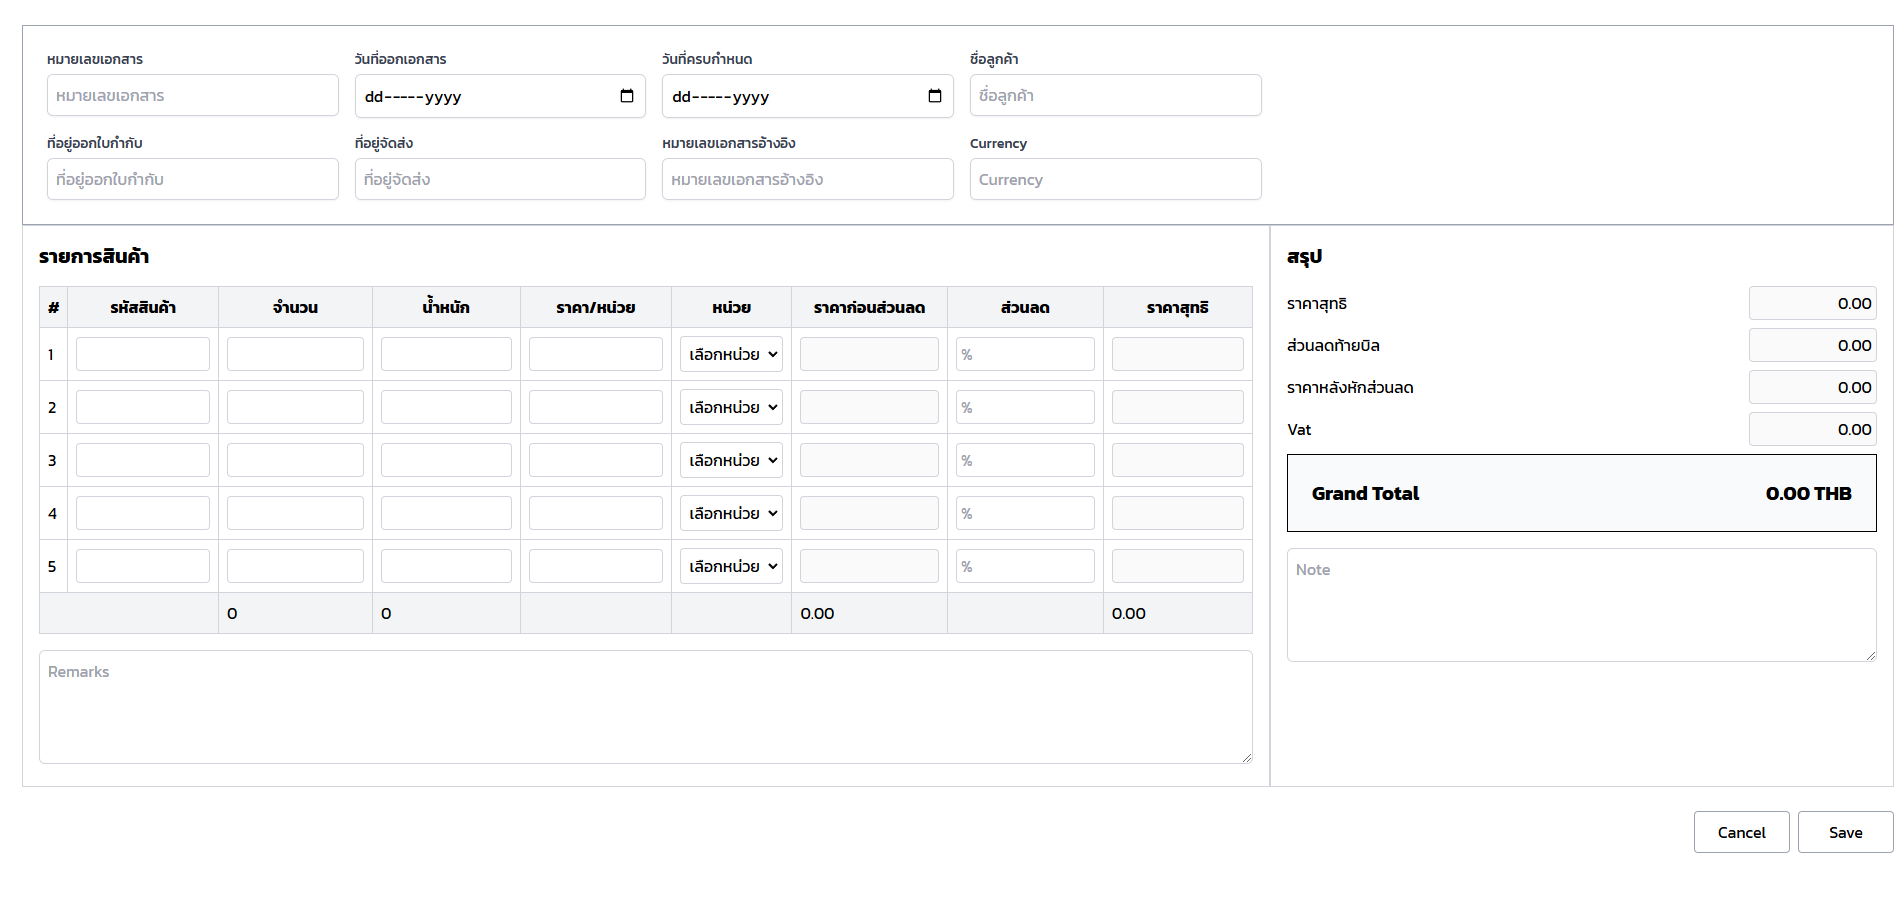 หมายเลขเอกสาร วันที่ออกเอกสาร วันที่ครบกำหนด ชื่อลูกค้า
หมายเลขเอกสาร dd-----yyyy dd-----yyyy ชื่อลูกค้า
ที่อยู่ออกใบกำกับ ที่อยู่จัดส่ง หมายเลขเอกสารอ้างอิง Currency
ที่อยู่ออกใบกำกับ ที่อยู่จัดส่ง หมายเลขเอกสารอ้างอิง Currency
รายการสินค้า
# รหัสสินค้า จำนวน น้ำหนัก ราคา/หน่วย หน่วย ราคาก่อนส่วนลด ส่วนลด ราคาสุทธิ
1 เลือกหน่วย %
2 เลือกหน่วย %
3 เลือกหน่วย %
4 เลือกหน่วย %
5 เลือกหน่วย %
0 0 0.00 0.00
Remarks
สรุป
ราคาสุทธิ 0.00
ส่วนลดท้ายบิล 0.00
ราคาหลังหักส่วนลด 0.00
Vat 0.00
Grand Total 0.00 THB
Note
Cancel Save